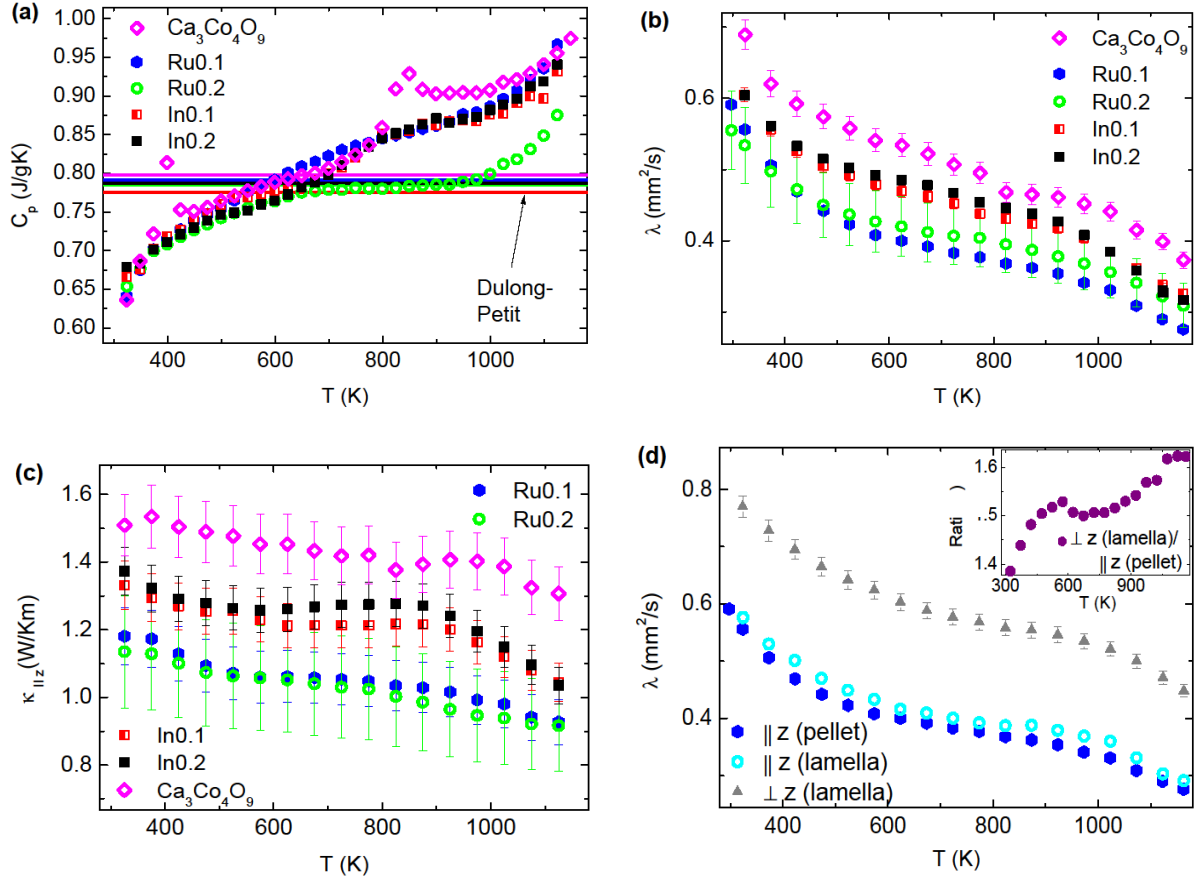 (a)
1.00
0.95
0.90
0.85
0.80
0.75
0.70
0.65
0.60
Cₚ (J/gK)
Ca₃Co₄O₉
Ru0.1
Ru0.2
In0.1
In0.2
Dulong-
Petit
400 600 800 1000
T (K)
(b)
0.6
0.4
λ (mm²/s)
Ca₃Co₄O₉
Ru0.1
Ru0.2
In0.1
In0.2
400 600 800 1000
T (K)
(c)
1.6
1.4
1.2
1.0
0.8
κ||z(W/Km)
Ru0.1
Ru0.2
In0.1
In0.2
Ca₃Co₄O₉
400 600 800 1000
T (K)
(d)
0.8
0.6
0.4
λ (mm²/s)
1.6
.5
1.4
Rati
)
⊥ z (lamella)/
|| z (pellet)
300 600 900
T (K)
|| z (pellet)
|| z (lamella)
⊥ z (lamella)
400 600 800 1000
T (K)